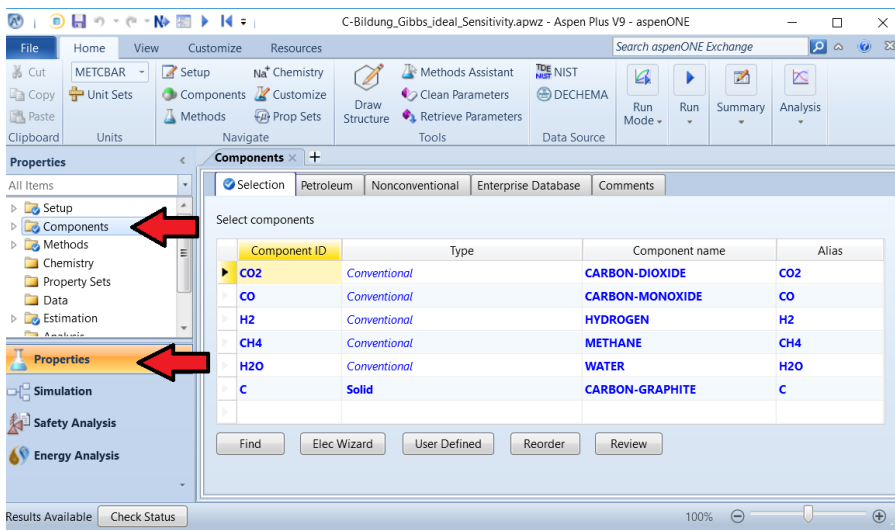 C-Bildung_Gibbs_ideal_Sensitivity.apwz - Aspen Plus V9 - aspenONE
File Home View Customize Resources Search aspenONE Exchange
Cut METCBAR Setup Na+ Chemistry Methods Assistant TDE NIST NIST
Copy Unit Sets Components Customize Draw Structure Clean Parameters DECHEMA Run Mode Run Summary Analysis
Paste Methods Prop Sets Retrieve Parameters
Clipboard Units Navigate Tools Data Source
Properties Components
All Items Selection Petroleum Nonconventional Enterprise Database Comments
Setup
Components Select components
Methods Component ID Type Component name Alias
Chemistry CO2 Conventional CARBON-DIOXIDE CO2
Property Sets
Data CO Conventional CARBON-MONOXIDE CO
Estimation H2 Conventional HYDROGEN H2
Analysis
CH4 Conventional METHANE CH4
Properties H2O Conventional WATER H2O
Simulation C Solid CARBON-GRAPHITE C
Safety Analysis
Find Elec Wizard User Defined Reorder Review
Energy Analysis
Results Available Check Status 100%